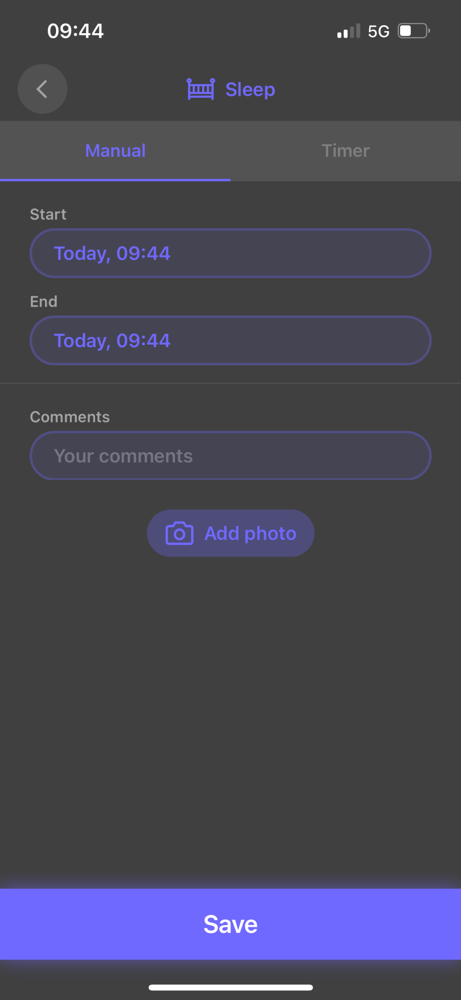 09:44
5G
Sleep
Manual
Timer
Start
Today, 09:44
End
Today, 09:44
Comments
Your comments
Add photo
Save